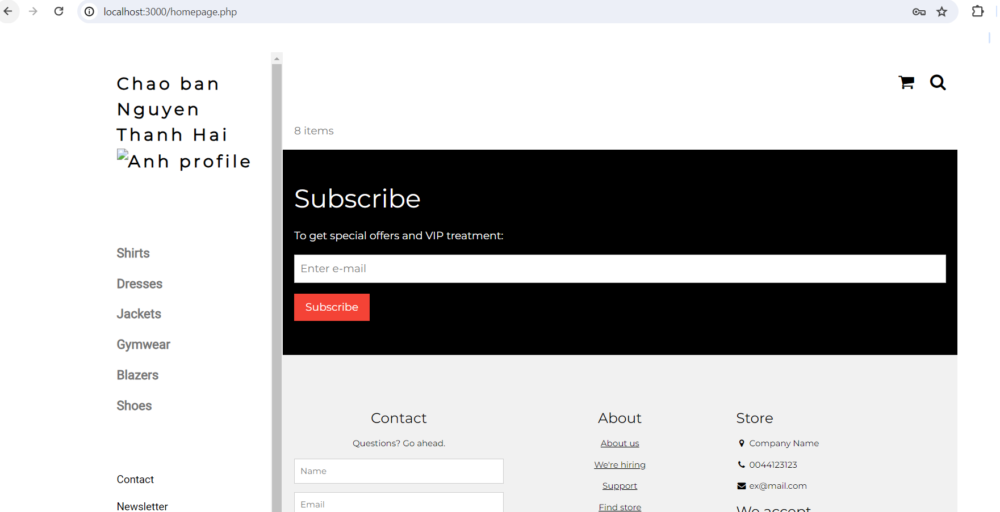 localhost:3000/homepage.php
Chao ban
Nguyen
Thanh Hai
Anh profile
Shirts
Dresses
Jackets
Gymwear
Blazers
Shoes
Contact
Newsletter
8 items
Subscribe
To get special offers and VIP treatment:
Enter e-mail
Subscribe
Contact
Questions? Go ahead.
Name
Email
About
About us
We're hiring
Support
Find store
Store
Company Name
0044123123
ex@mail.com
We accept